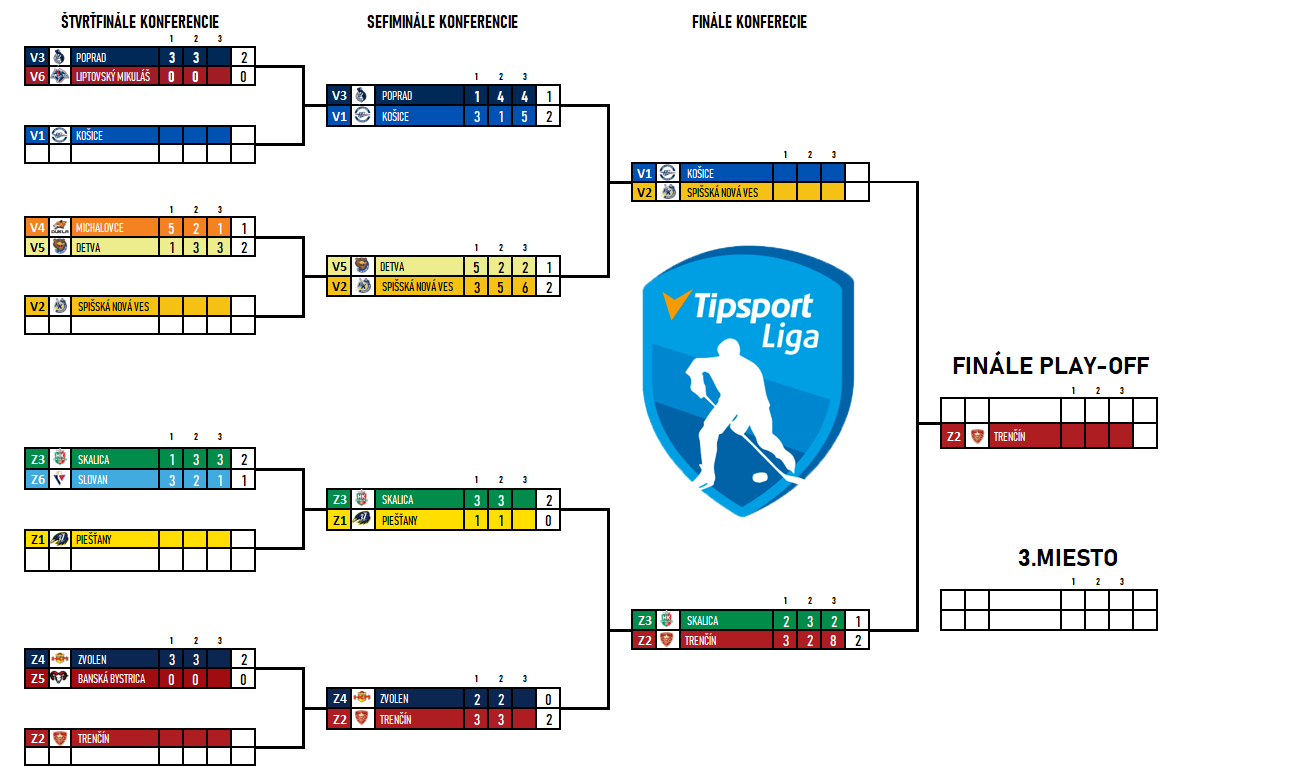 ŠTVRŤFINÁLE KONFERENCIE
1 2 3
V3 POPRAD 3 3 2
V6 LIPTOVSKÝ MIKULÁŠ 0 0 0
V1 KOŠICE
1 2 3
V4 MICHALOVCE 5 2 1 1
V5 DETVA 1 3 3 2
V2 SPIŠSKÁ NOVÁ VES
1 2 3
Z3 SKALICA 1 3 3 2
Z6 SLOVAN 3 2 1 1
Z1 PIEŠŤANY
1 2 3
Z4 ZVOLEN 3 3 2
Z5 BANSKÁ BYSTRICA 0 0 0
Z2 TRENČÍN
SEFIMINÁLE KONFERENCIE
1 2 3
V3 POPRAD 1 4 4 1
V1 KOŠICE 3 1 5 2
1 2 3
V5 DETVA 5 2 2 1
V2 SPIŠSKÁ NOVÁ VES 3 5 6 2
1 2 3
Z3 SKALICA 3 3 2
Z1 PIEŠŤANY 1 1 0
1 2 3
Z4 ZVOLEN 2 2 0
Z2 TRENČÍN 3 3 2
FINÁLE KONFERECIE
1 2 3
V1 KOŠICE
V2 SPIŠSKÁ NOVÁ VES
Tipsport
Liga
1 2 3
Z3 SKALICA 2 3 2 1
Z2 TRENČÍN 3 2 8 2
FINÁLE PLAY-OFF
1 2 3
Z2 TRENČÍN
3.MIESTO
1 2 3